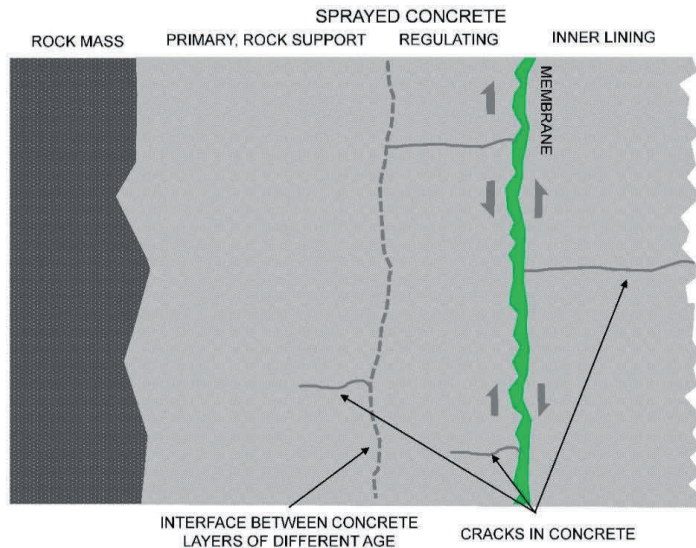 SPRAYED CONCRETE
ROCK MASS
PRIMARY, ROCK SUPPORT
REGULATING
INNER LINING
MEMBRANE
INTERFACE BETWEEN CONCRETE
LAYERS OF DIFFERENT AGE
CRACKS IN CONCRETE